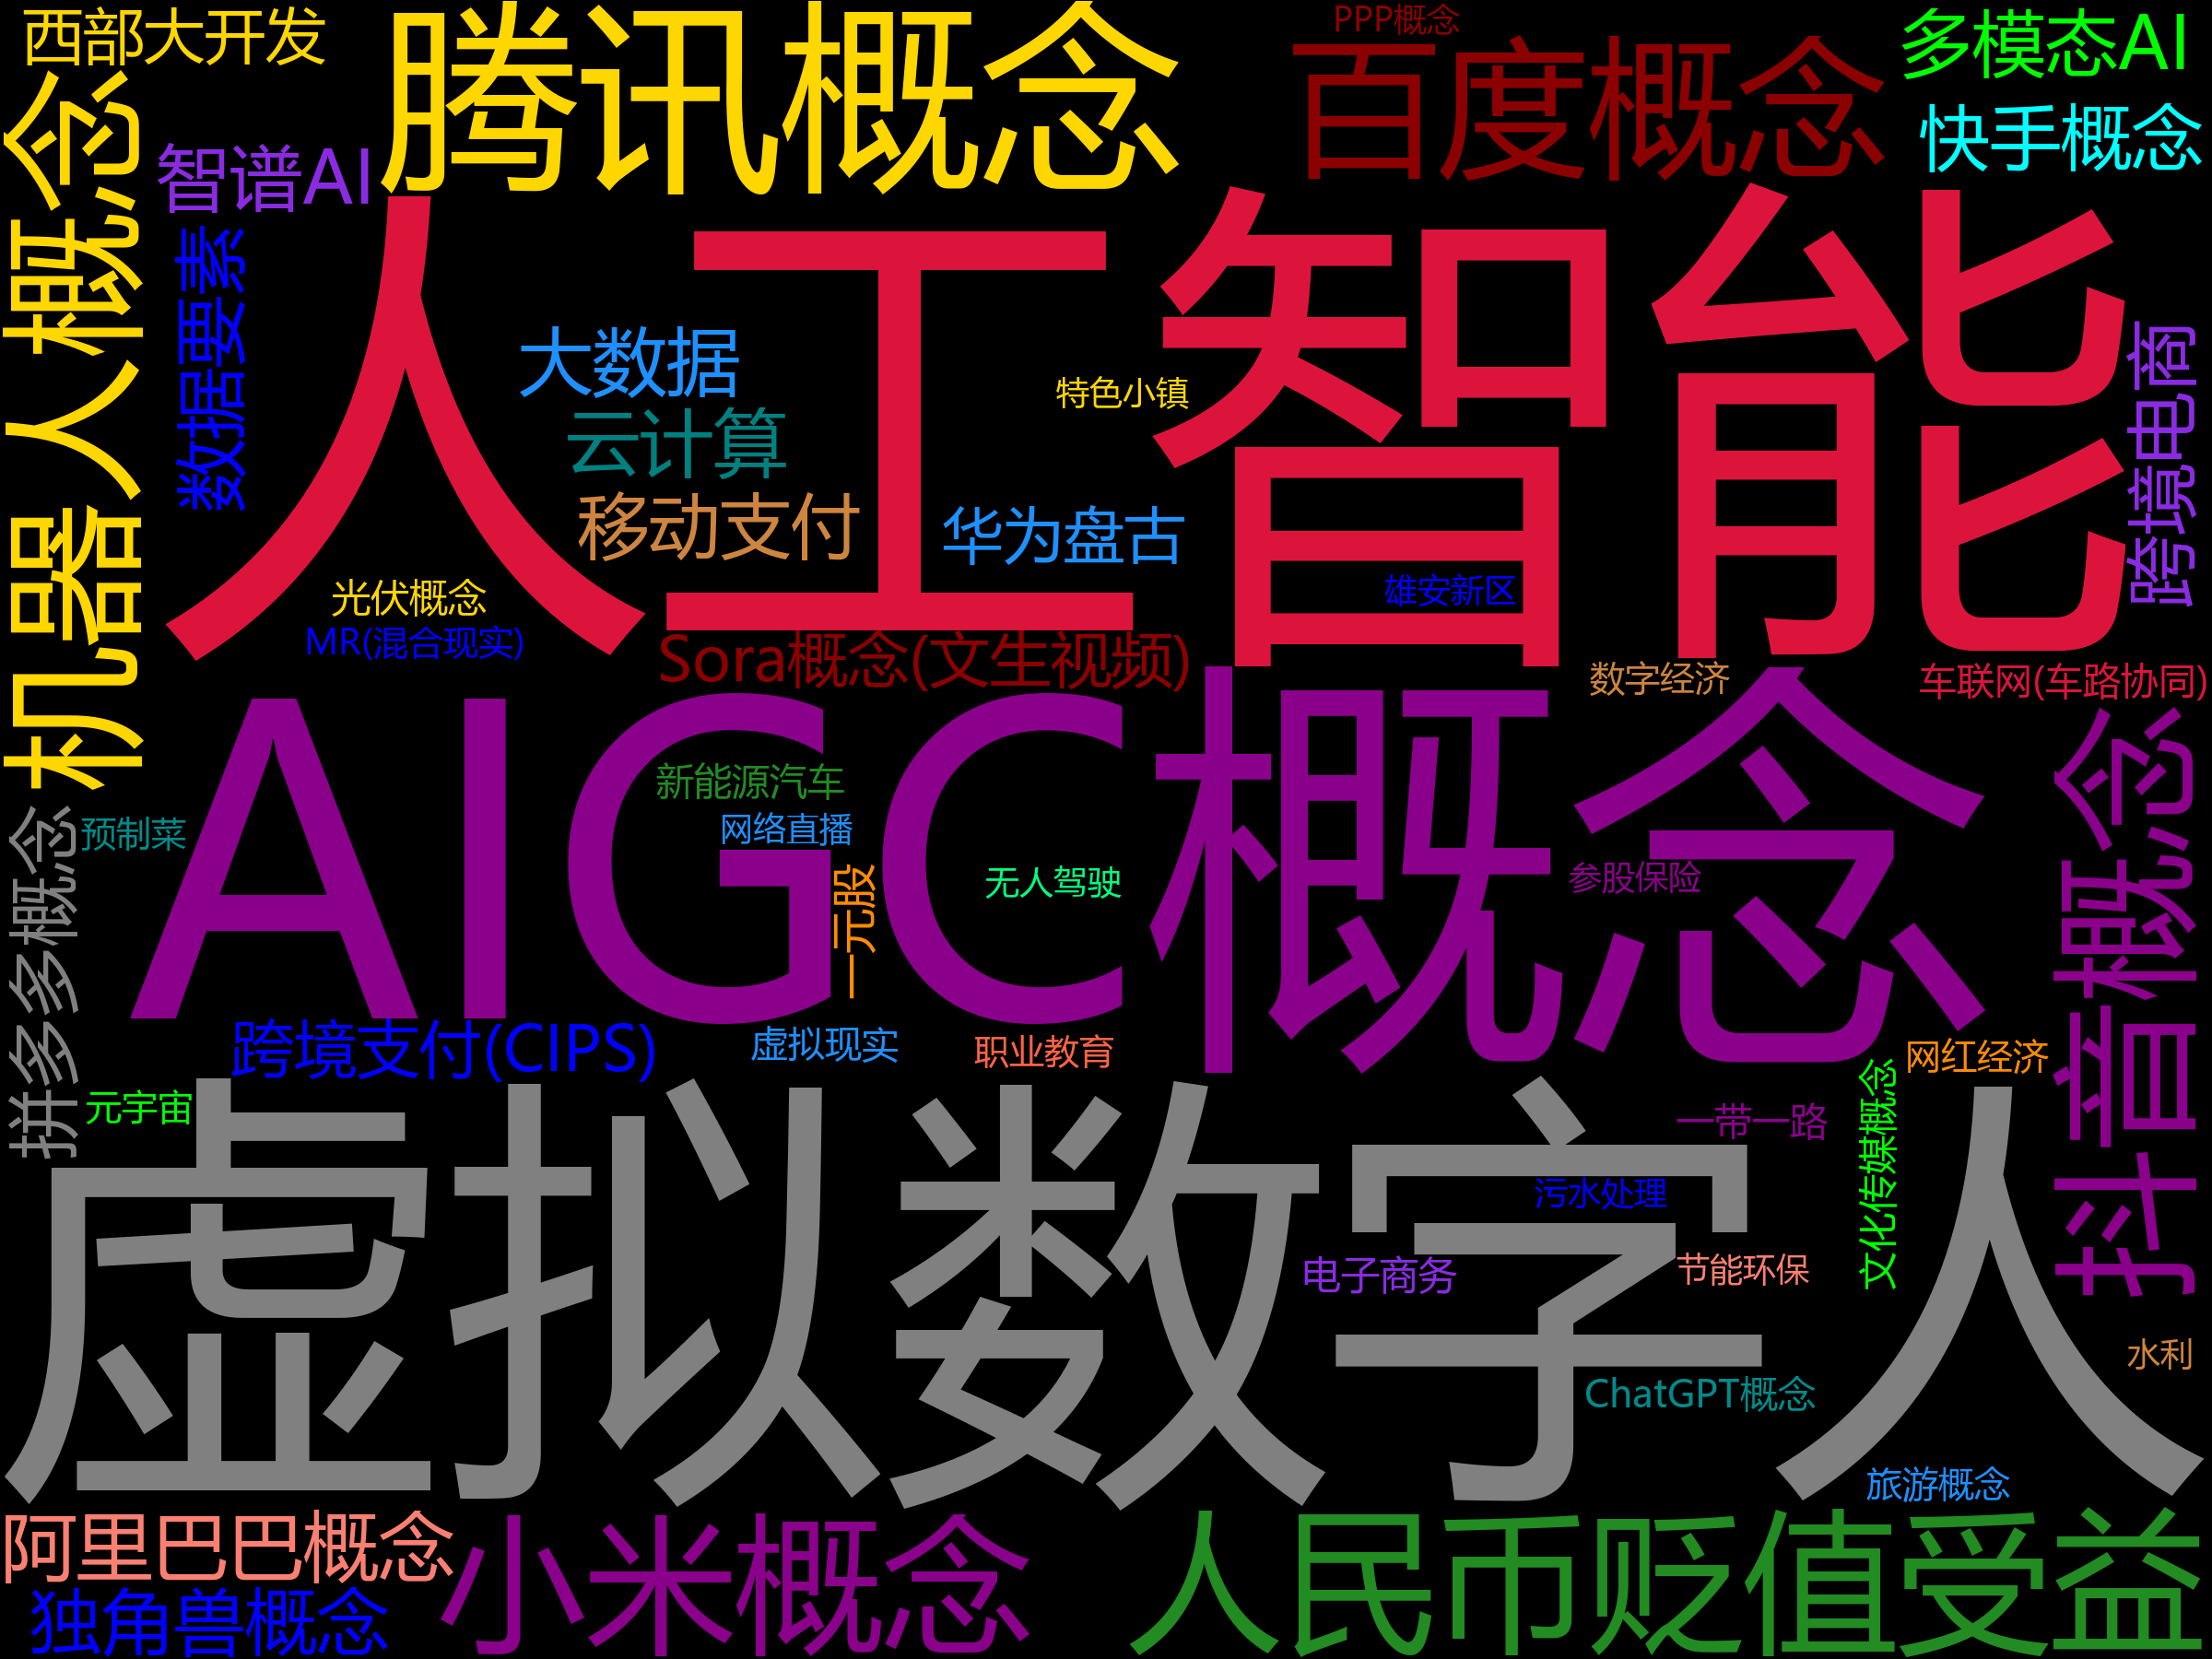 西部大开发
腾讯概念
PPP概念
百度概念
多模态AI
快手概念
机器人概念
智谱AI
数据要素
人工智能
大数据
云计算
移动支付
特色小镇
华为盘古
雄安新区
跨境电商
光伏概念
MR(混合现实)
Sora概念(文生视频)
数字经济
车联网(车路协同)
AIGC概念
新能源汽车
网络直播
一元股
无人驾驶
参股保险
抖音概念
预制菜
拼多多概念
跨境支付(CIPS)
虚拟现实
职业教育
网红经济
元宇宙
虚拟数字人
一带一路
文化传媒概念
污水处理
电子商务
节能环保
水利
ChatGPT概念
旅游概念
阿里巴巴概念
独角兽概念
小米概念
人民币贬值受益